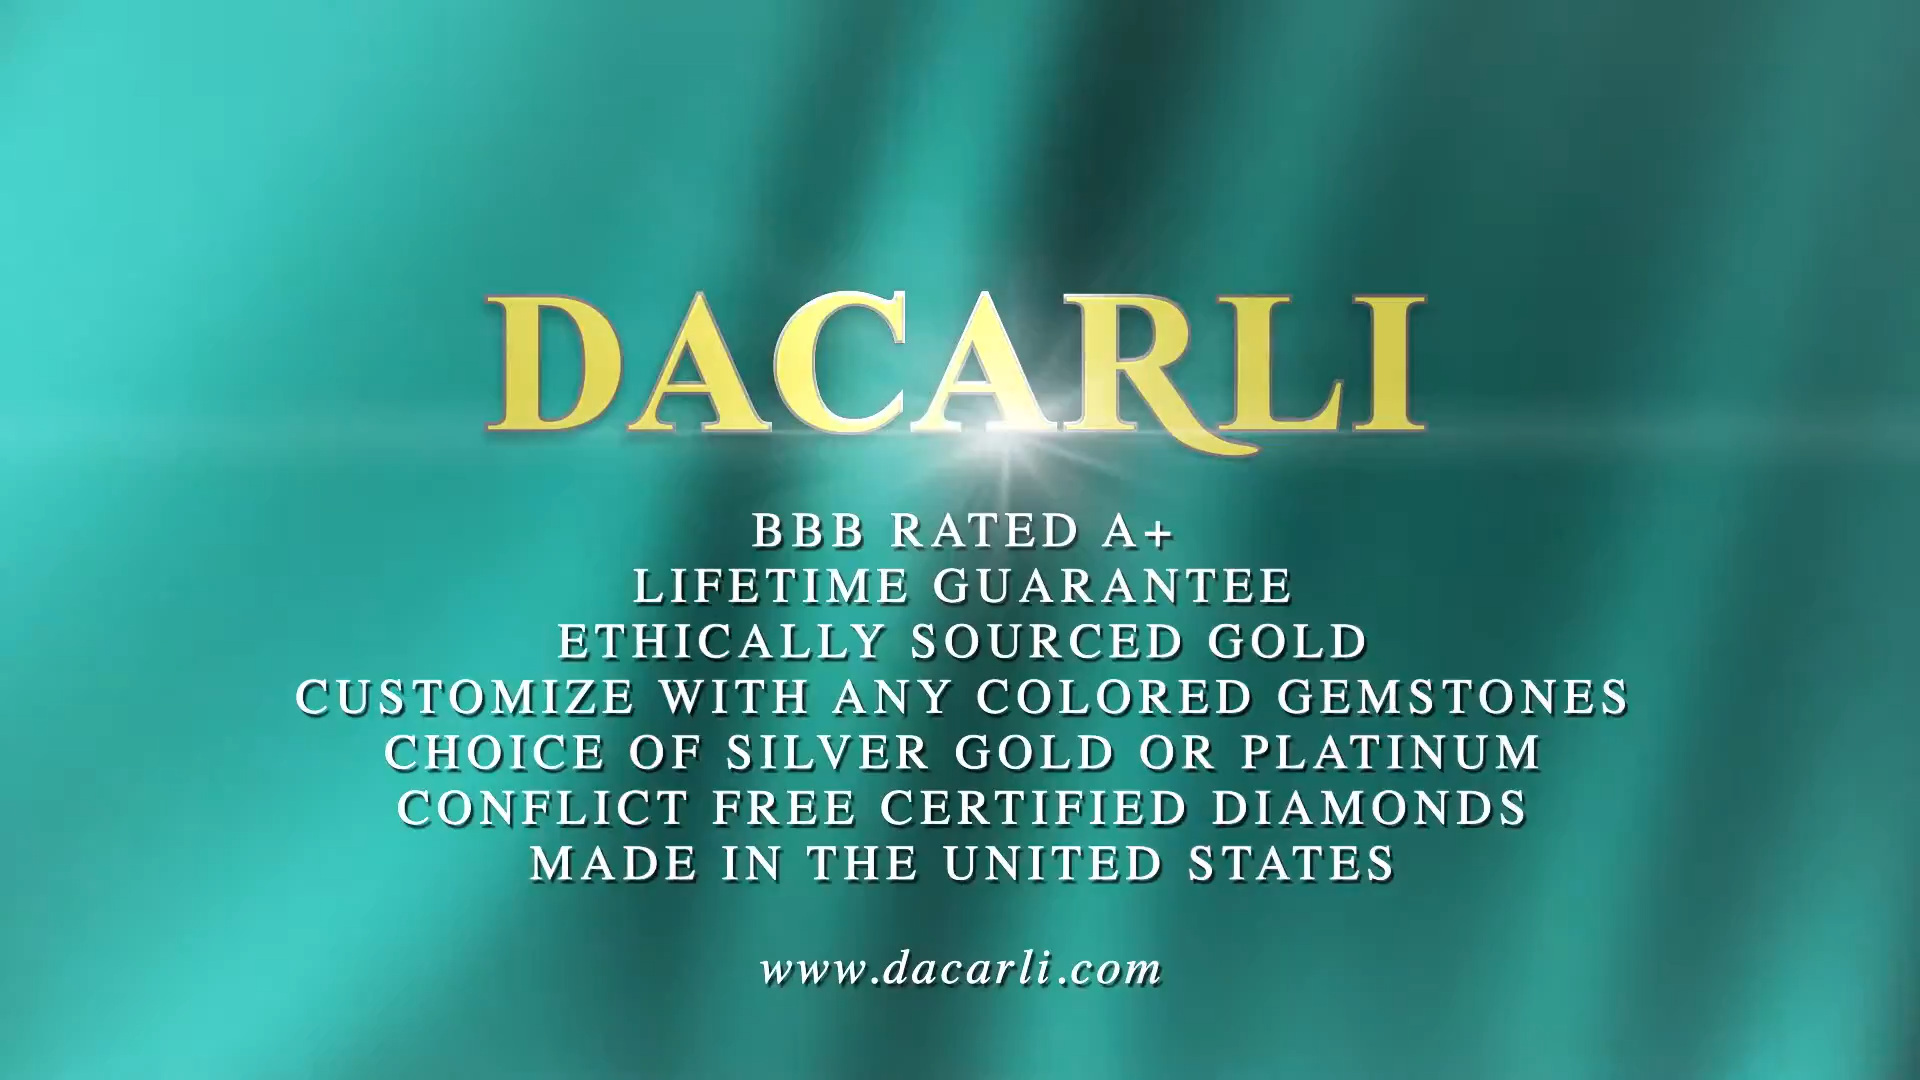 DACARLI
BBB RATED A+
LIFETIME GUARANTEE
ETHICALLY SOURCED GOLD
CUSTOMIZE WITH ANY COLORED GEMSTONES
CHOICE OF SILVER GOLD OR PLATINUM
CONFLICT FREE CERTIFIED DIAMONDS
MADE IN THE UNITED STATES
www.dacarli.com